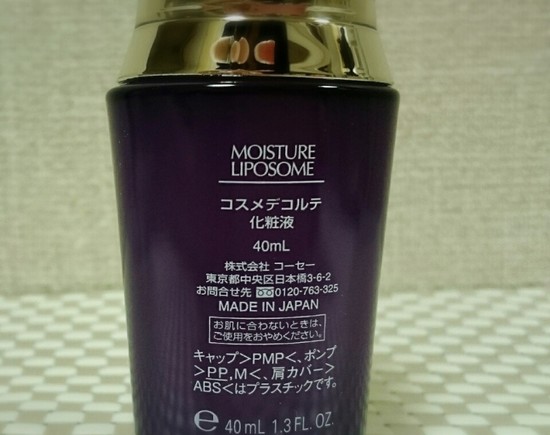 MOISTURE
LIPOSOME
コスメデコルテ
化粧液
40mL
株式会社 コーセー
東京都中央区日本橋3-6-2
お問合せ先 0120-763-325
MADE IN JAPAN
お肌に合わないときは、
ご使用をおやめください。
キャップ>PMP<、ポンプ
>PP,M<、肩カバー>
ABS<はプラスチックです。
℮ 40 mL 1.3 FL. OZ.